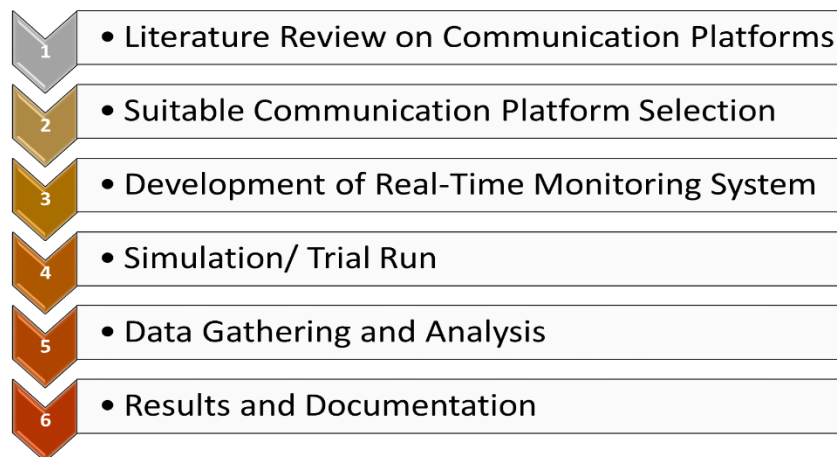 1 • Literature Review on Communication Platforms
2 • Suitable Communication Platform Selection
3 • Development of Real-Time Monitoring System
4 • Simulation/ Trial Run
5 • Data Gathering and Analysis
6 • Results and Documentation